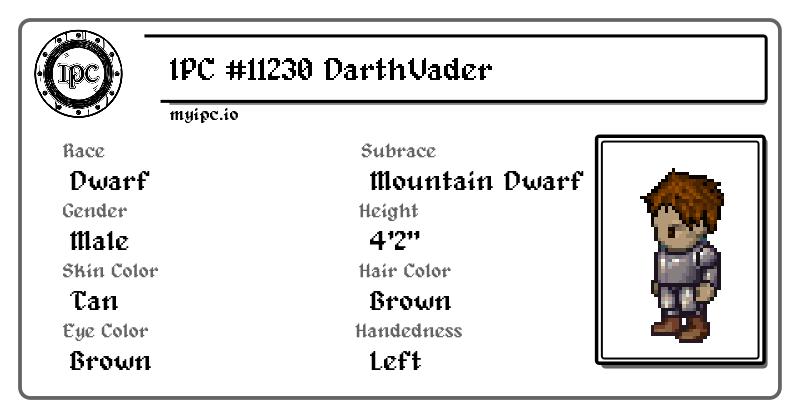 IPC
IPC #11230 DarthVader
myipc.io
Race
Subrace
Dwarf
Mountain Dwarf
Gender
Height
Male
4'2"
Skin Color
Hair Color
Tan
Brown
Eye Color
Handedness
Brown
Left